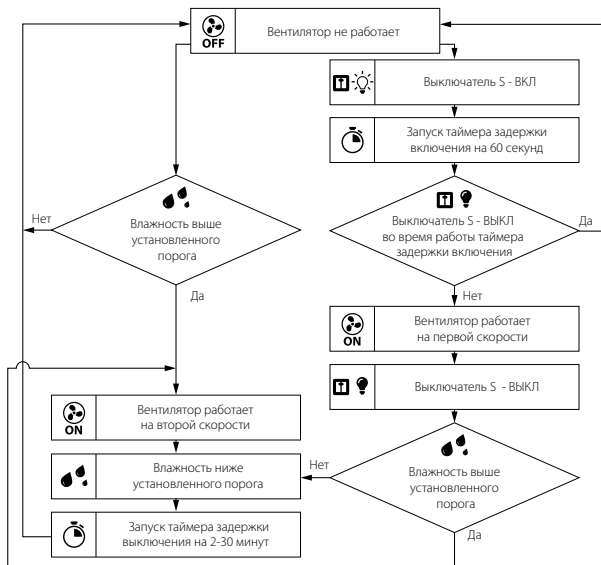 OFF
Вентилятор не работает
Выключатель S - ВКЛ
Запуск таймера задержки
включения на 60 секунд
Нет
Влажность выше
установленного
порога
Да
Выключатель S - ВЫКЛ
во время работы таймера
задержки включения
Да
Нет
ON
Вентилятор работает
на первой скорости
Выключатель S - ВЫКЛ
ON
Вентилятор работает
на второй скорости
Влажность ниже
установленного порога
Нет
Влажность выше
установленного
порога
Да
Запуск таймера задержки
выключения на 2-30 минут